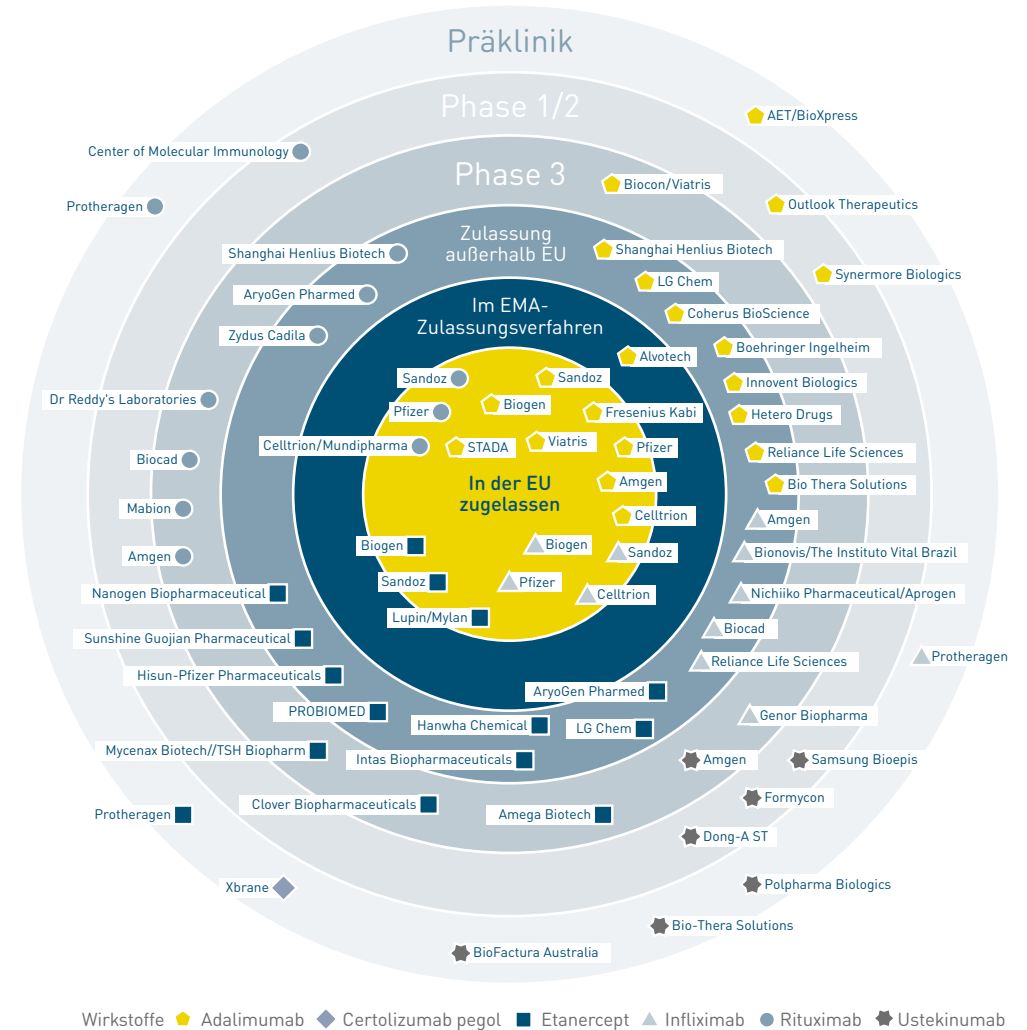 Präklinik
Phase 1/2
AET/BioXpress
Center of Molecular Immunology
Phase 3
Biocon/Viatris
Protheragen
Outlook Therapeutics
Zulassung
außerhalb EU
Shanghai Henlius Biotech
Shanghai Henlius Biotech
Synermore Biologics
LG Chem
AryoGen Pharmed
Im EMA-
Zulassungsverfahren
Coherus BioScience
Zydus Cadila
Boehringer Ingelheim
Alvotech
Sandoz
Sandoz
Innovent Biologics
Dr Reddy's Laboratories
Biogen
Pfizer
Fresenius Kabi
Hetero Drugs
Celltrion/Mundipharma
STADA
Viatris
Pfizer
Reliance Life Sciences
Biocad
In der EU
zugelassen
Amgen
Bio Thera Solutions
Mabion
Celltrion
Amgen
Biogen
Biogen
Sandoz
Bionovis/The Instituto Vital Brazil
Amgen
Sandoz
Pfizer
Celltrion
Nichiiko Pharmaceutical/Aprogen
Nanogen Biopharmaceutical
Lupin/Mylan
Biocad
Sunshine Guojian Pharmaceutical
Protheragen
Reliance Life Sciences
Hisun-Pfizer Pharmaceuticals
AryoGen Pharmed
PROBIOMED
Genor Biopharma
Hanwha Chemical
LG Chem
Mycenax Biotech//TSH Biopharm
Intas Biopharmaceuticals
Amgen
Samsung Bioepis
Formycon
Clover Biopharmaceuticals
Protheragen
Amega Biotech
Dong-A ST
Xbrane
Polpharma Biologics
Bio-Thera Solutions
BioFactura Australia
Wirkstoffe Adalimumab Certolizumab pegol Etanercept Infliximab Rituximab Ustekinumab